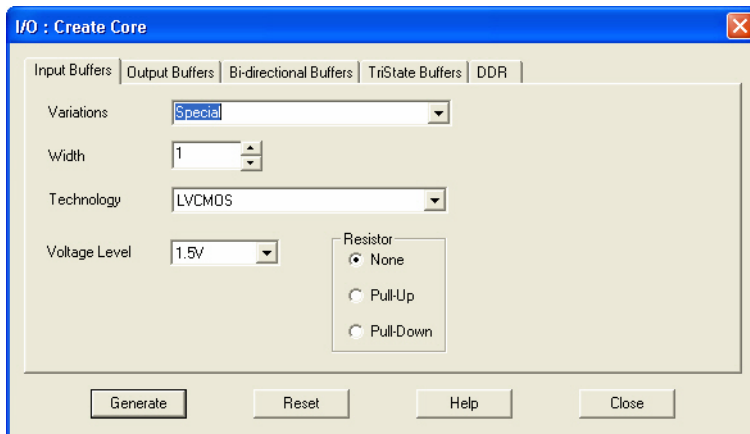 I/O : Create Core
Input Buffers Output Buffers Bi-directional Buffers TriState Buffers DDR
Variations Special
Width 1
Technology LVCMOS
Voltage Level 1.5V
Resistor
None
Pull-Up
Pull-Down
Generate Reset Help Close